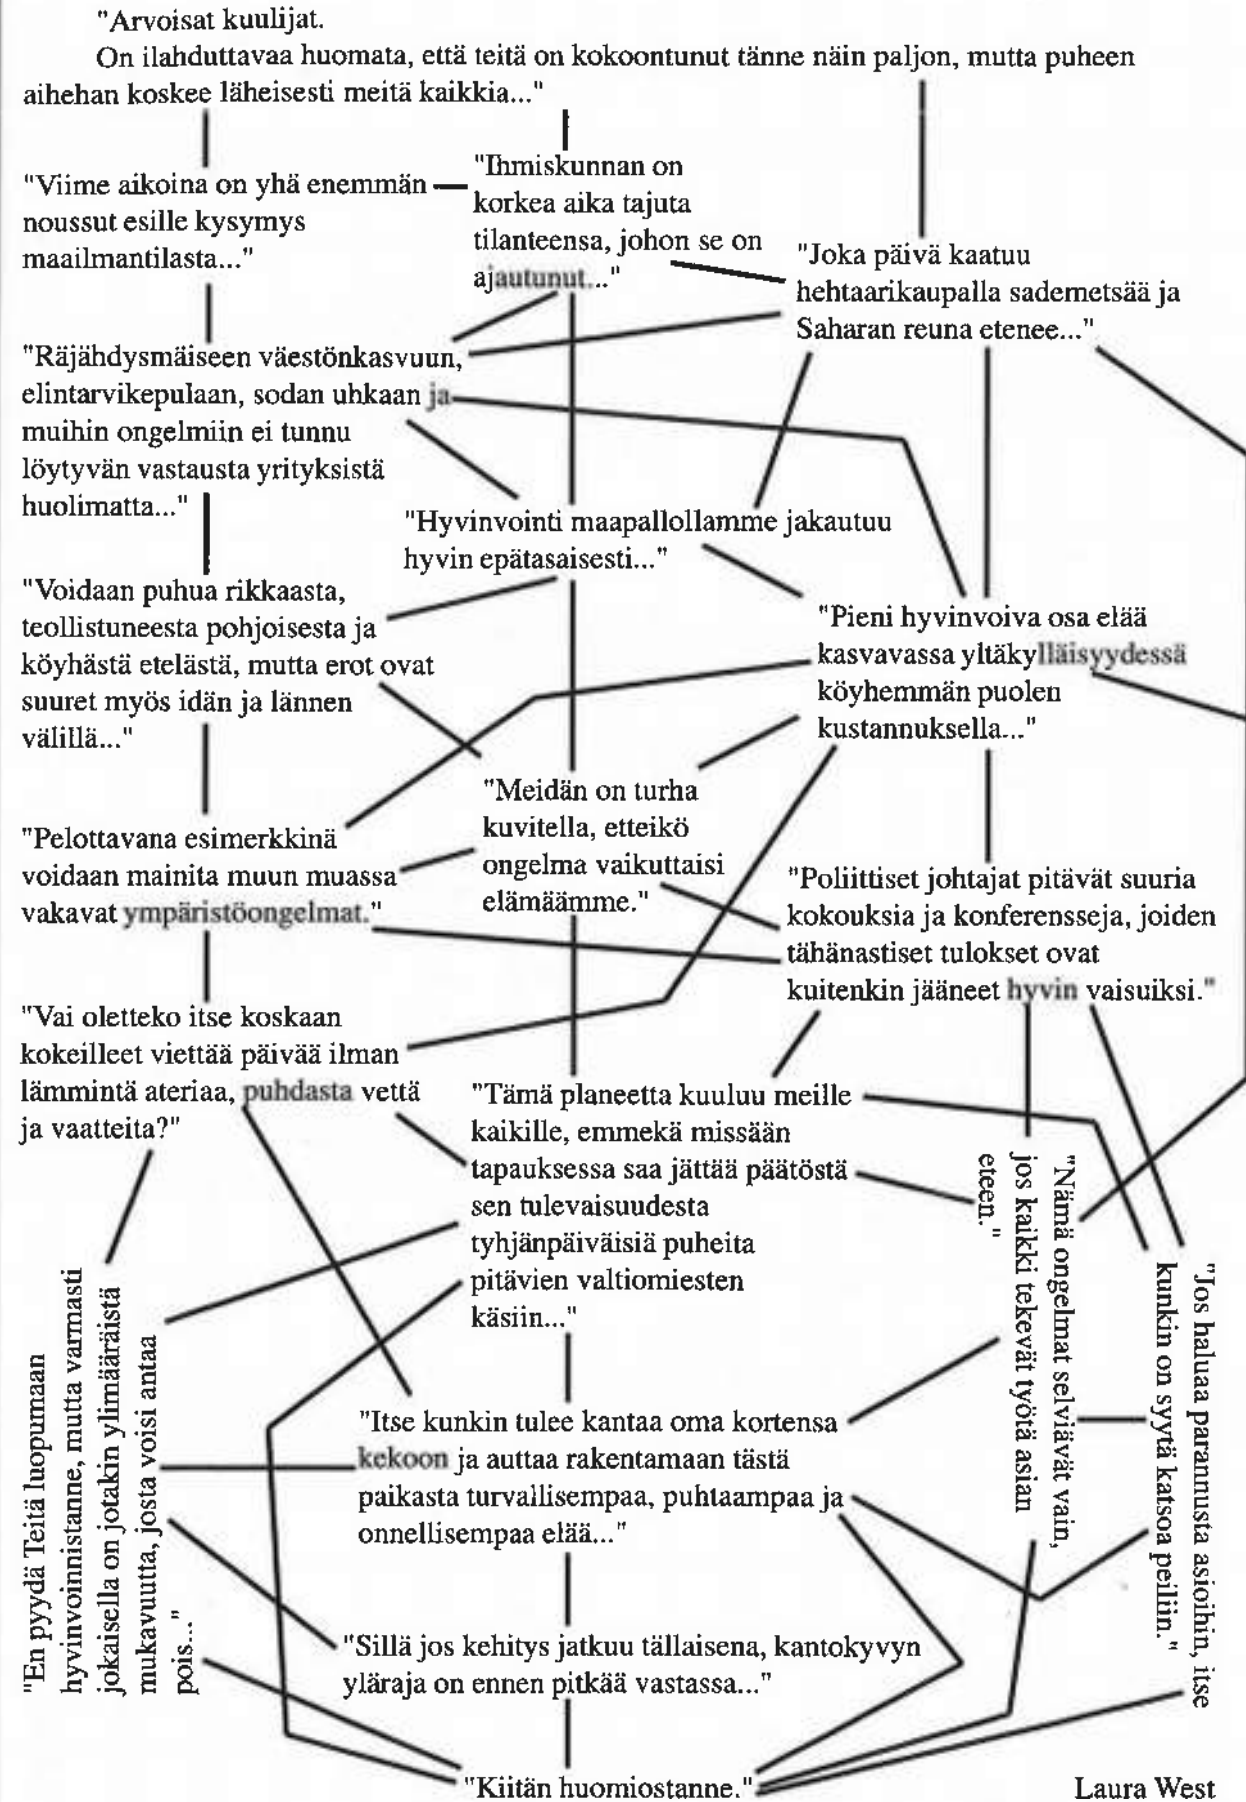 "Arvoisat kuulijat.
On ilahduttavaa huomata, että teitä on kokoontunut tänne näin paljon, mutta puheen
aihehan koskee läheisesti meitä kaikkia..."
"Viime aikoina on yhä enemmän
noussut esille kysymys
maailmantilasta..."
"Ihmiskunnan on
korkea aika tajuta
tilanteensa, johon se on
ajautunut..."
"Joka päivä kaatuu
hehtaarikaupalla sademetsää ja
Saharan reuna etenee..."
"Räjähdysmäiseen väestönkasvuun,
elintarvikepulaan, sodan uhkaan ja
muihin ongelmiin ei tunnu
löytyvän vastausta yrityksistä
huolimatta..."
"Hyvinvointi maapallollamme jakautuu
hyvin epätasaisesti..."
"Voidaan puhua rikkaasta,
teollistuneesta pohjoisesta ja
köyhästä etelästä, mutta erot ovat
suuret myös idän ja lännen
välillä..."
"Pieni hyvinvoiva osa elää
kasvavassa yltäkylläisyydessä
köyhemmän puolen
kustannuksella..."
"Meidän on turha
kuvitella, etteikö
ongelma vaikuttaisi
elämäämme."
"Pelottavana esimerkkinä
voidaan mainita muun muassa
vakavat ympäristöongelmat."
"Poliittiset johtajat pitävät suuria
kokouksia ja konferensseja, joiden
tähänastiset tulokset ovat
kuitenkin jääneet hyvin vaisuiksi."
"Vai oletteko itse koskaan
kokeilleet viettää päivää ilman
lämmintä ateriaa, puhdasta vettä
ja vaatteita?"
"Tämä planeetta kuuluu meille
kaikille, emmekä missään
tapauksessa saa jättää päätöstä
sen tulevaisuudesta
tyhjänpäiväisiä puheita
pitävien valtiomiesten
käsiin..."
"Nämä ongelmat selviävät vain,
jos kaikki tekevät työtä asian
eteen."
"Jos haluaa parannusta asioihin, itse
kunkin on syytä katsoa peiliin."
"En pyydä Teitä luopumaan
hyvinvoinnistanne, mutta varmasti
jokaisella on jotakin ylimääräistä
mukavuutta, josta voisi antaa
pois..."
"Itse kunkin tulee kantaa oma kortensa
kekoon ja auttaa rakentamaan tästä
paikasta turvallisempaa, puhtaampaa ja
onnellisempaa elää..."
"Sillä jos kehitys jatkuu tällaisena, kantokyvyn
yläraja on ennen pitkää vastassa..."
"Kiitän huomiostanne."
Laura West